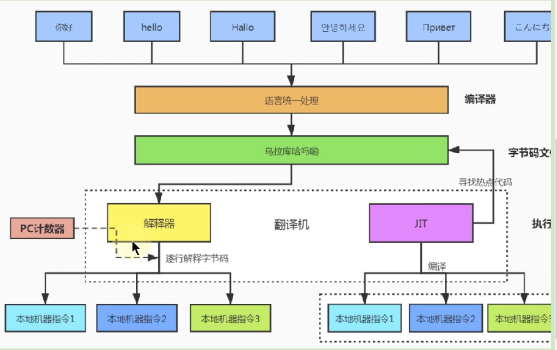 你好
hello
Hallo
안녕하세요
Привет
こんにち
语言统一处理
编译器
乌拉库哈吗呦
字节码文
寻找热点代码
解释器
翻译机
JIT
执行
PC计数器
逐行解释字节码
编译
本地机器指令1
本地机器指令2
本地机器指令3
本地机器指令1
本地机器指令2
本地机器指令3